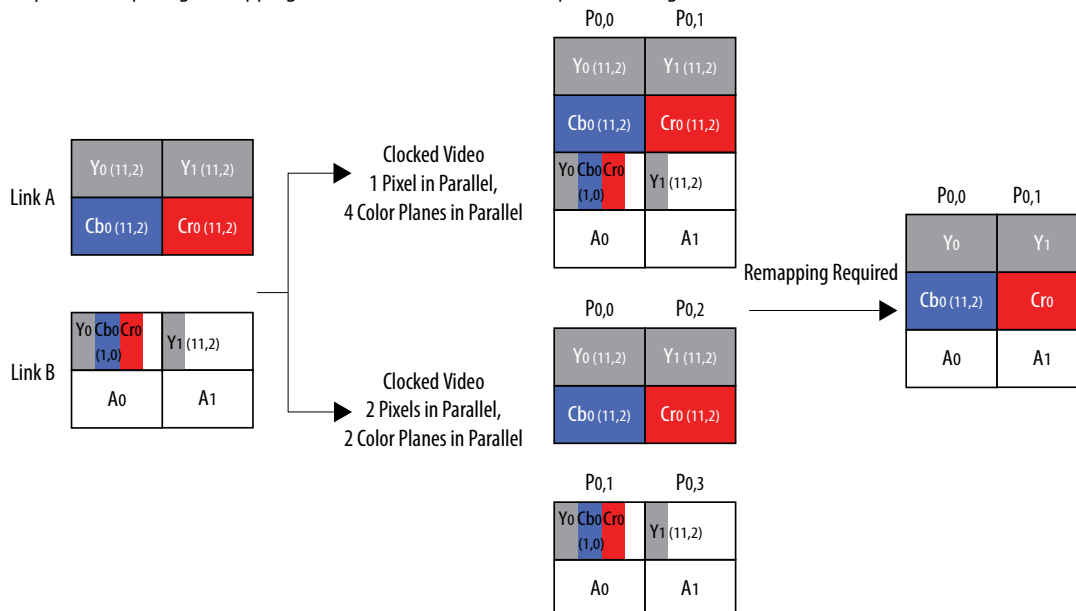 P0,0 P0,1
Y0 (11,2) Y1 (11,2)
Cb0 (11,2) Cr0 (11,2)
Y0 Cb0 Cr0 (1,0) Y1 (11,2)
A0 A1
Link A
Y0 (11,2) Y1 (11,2)
Cb0 (11,2) Cr0 (11,2)
Link B
Y0 Cb0 Cr0 (1,0) Y1 (11,2)
A0 A1
Clocked Video
1 Pixel in Parallel,
4 Color Planes in Parallel
Clocked Video
2 Pixels in Parallel,
2 Color Planes in Parallel
P0,0 P0,2
Y0 (11,2) Y1 (11,2)
Cb0 (11,2) Cr0 (11,2)
P0,1 P0,3
Y0 Cb0 Cr0 (1,0) Y1 (11,2)
A0 A1
Remapping Required
P0,0 P0,1
Y0 Y1
Cb0 (11,2) Cr0
A0 A1